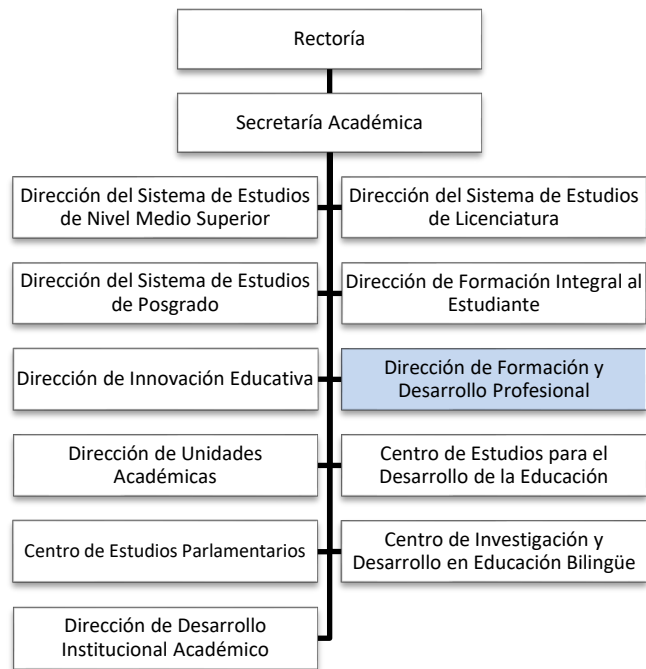 Rectoría
Secretaría Académica
Dirección del Sistema de Estudios
de Nivel Medio Superior
Dirección del Sistema de Estudios
de Licenciatura
Dirección del Sistema de Estudios
de Posgrado
Dirección de Formación Integral al
Estudiante
Dirección de Innovación Educativa
Dirección de Formación y
Desarrollo Profesional
Dirección de Unidades
Académicas
Centro de Estudios para el
Desarrollo de la Educación
Centro de Estudios Parlamentarios
Centro de Investigación y
Desarrollo en Educación Bilingüe
Dirección de Desarrollo
Institucional Académico